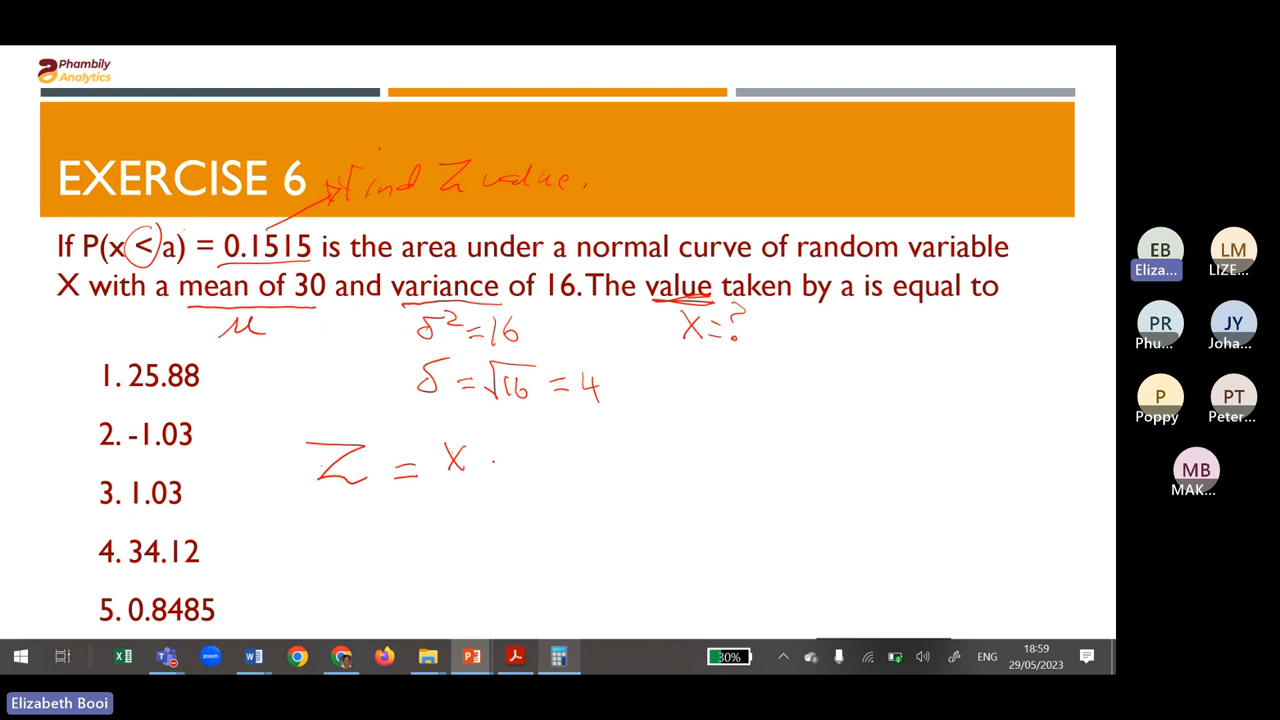 Phambily
Analytics
EXERCISE 6
find Z value.
If P(x < a) = 0.1515 is the area under a normal curve of random variable
X with a mean of 30 and variance of 16. The value taken by a is equal to
μ
δ² = 16
X = ?
δ = √16 = 4
1. 25.88
2. -1.03
Z = X
3. 1.03
4. 34.12
5. 0.8485
EB
Eliza...
LM
LIZE...
PR
Phu...
JY
Joha...
P
Poppy
PT
Peter...
MB
MAK...
30%
ENG
18:59
29/05/2023
Elizabeth Booi